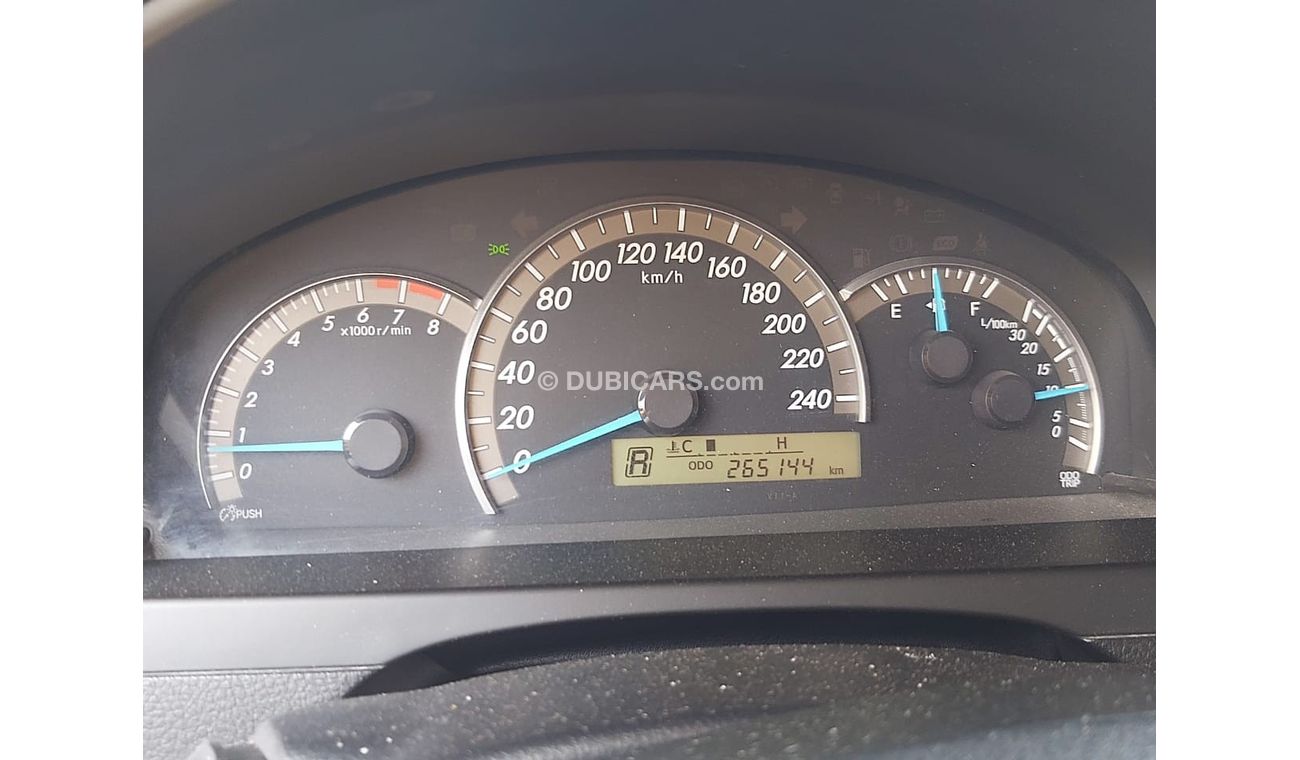 0 1 2 3 4 5 6 7 8
x1000 r/min
PUSH
0 20 40 60 80 100 120 140 160 180 200 220 240
km/h
© DUBICARS.com
C H
ODO 265144 km
E F
L/100km
30
20
15
10
5
0
ECO
ODO
TRIP